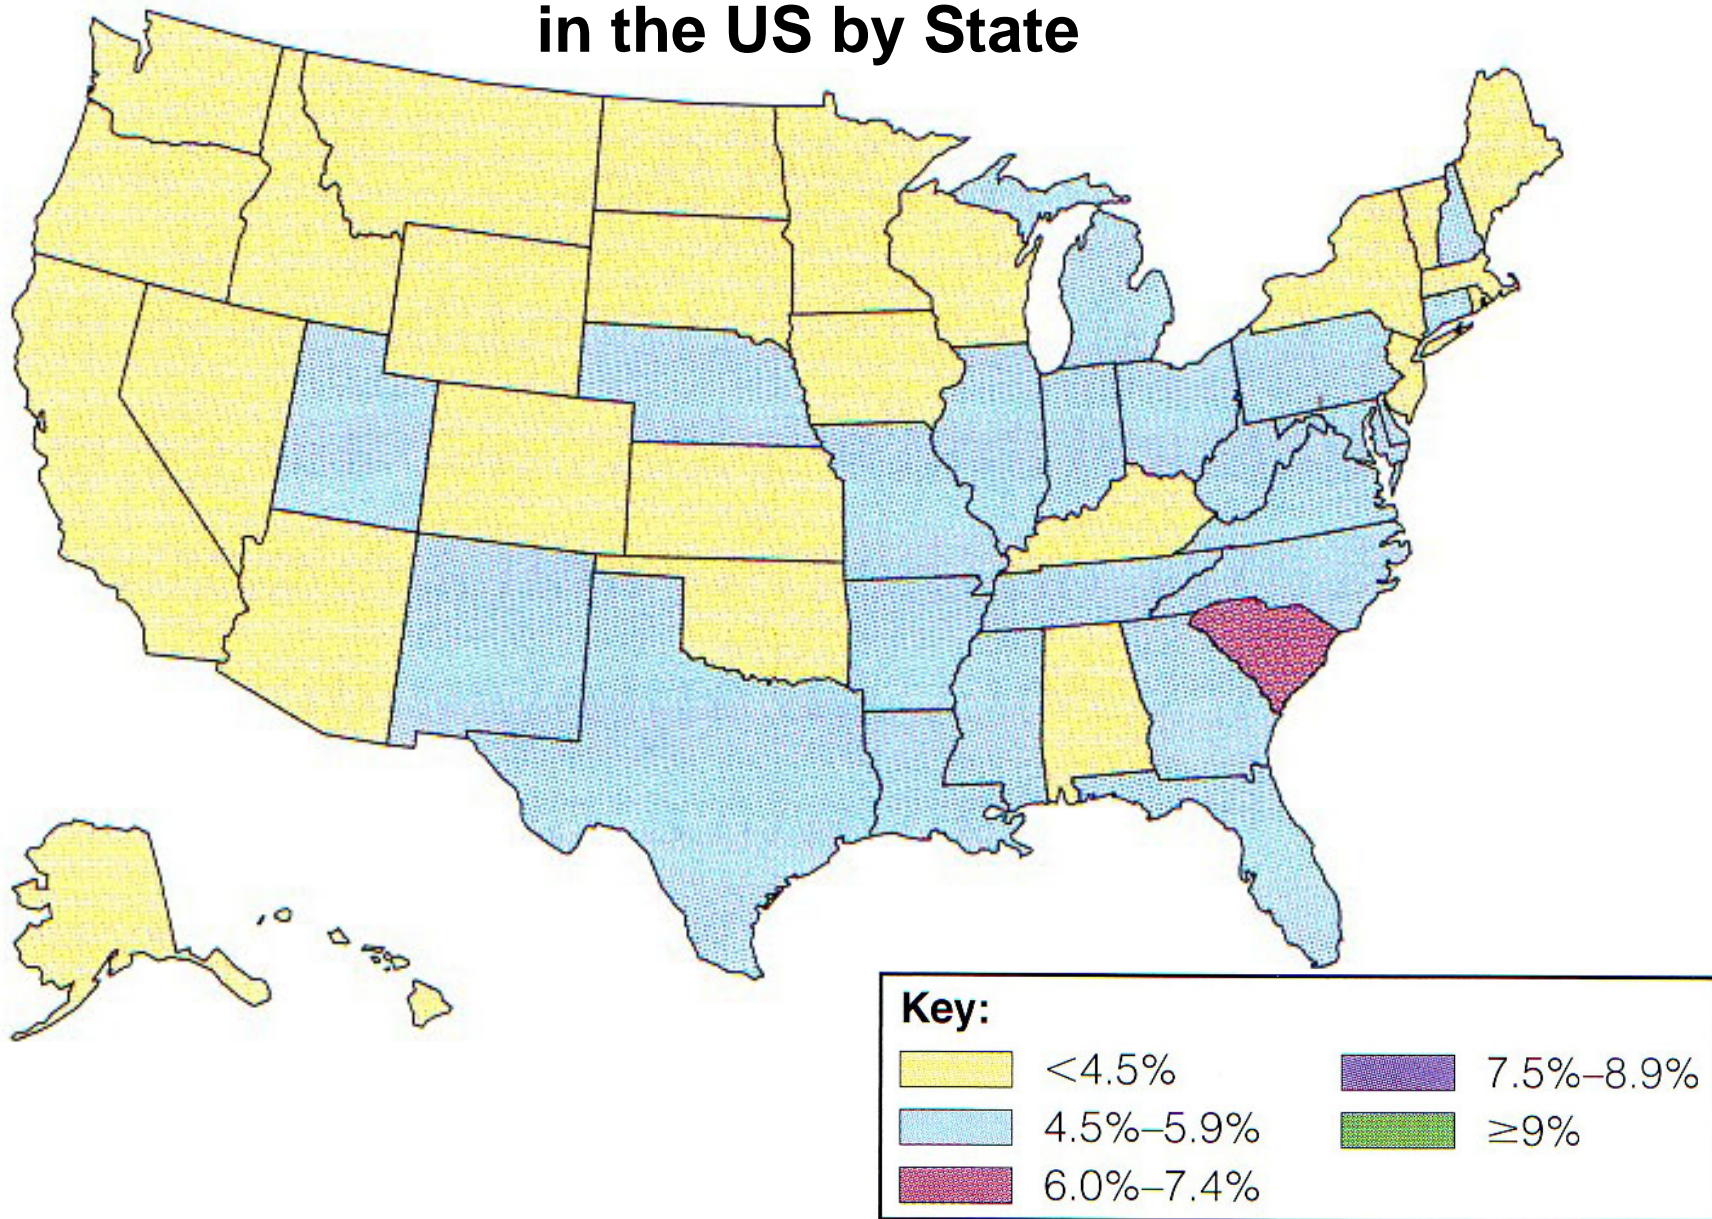 in the US by State
Key:
<4.5%
4.5%–5.9%
6.0%–7.4%
7.5%–8.9%
≥9%